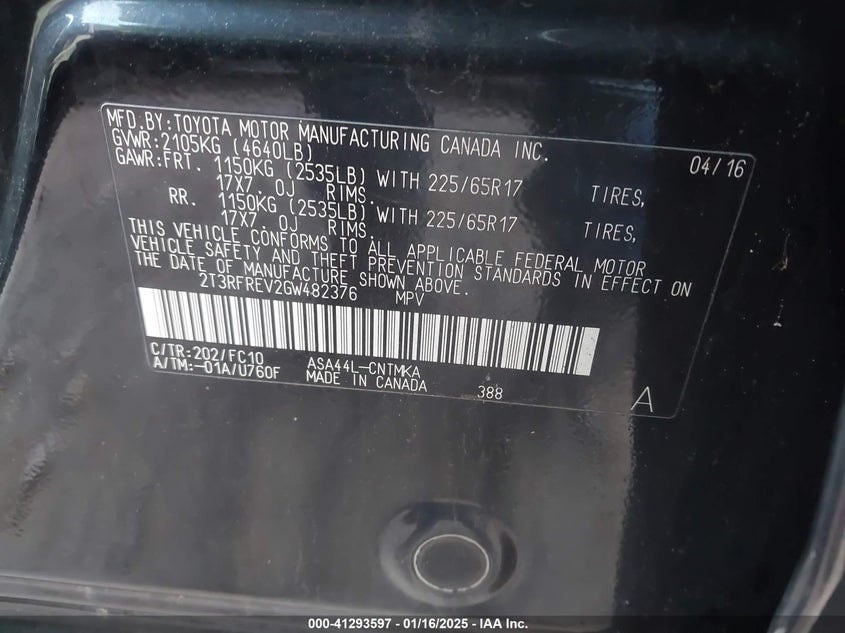 MFD.BY:TOYOTA MOTOR MANUFACTURING CANADA INC. 04/16
GVWR:2105KG (4640LB)
GAWR:FRT. 1150KG (2535LB) WITH 225/65R17 TIRES,
17X7.0J RIMS.
RR. 1150KG (2535LB) WITH 225/65R17 TIRES,
17X7.0J RIMS.
THIS VEHICLE CONFORMS TO ALL APPLICABLE FEDERAL MOTOR
VEHICLE SAFETY AND THEFT PREVENTION STANDARDS IN EFFECT ON
THE DATE OF MANUFACTURE SHOWN ABOVE.
2T3RFREV2GW482376 MPV
C/TR:202/FC10 ASA44L-CNTMKA
A/TM:-01A/U760F MADE IN CANADA 388 A
000-41293597 - 01/16/2025 - IAA Inc.